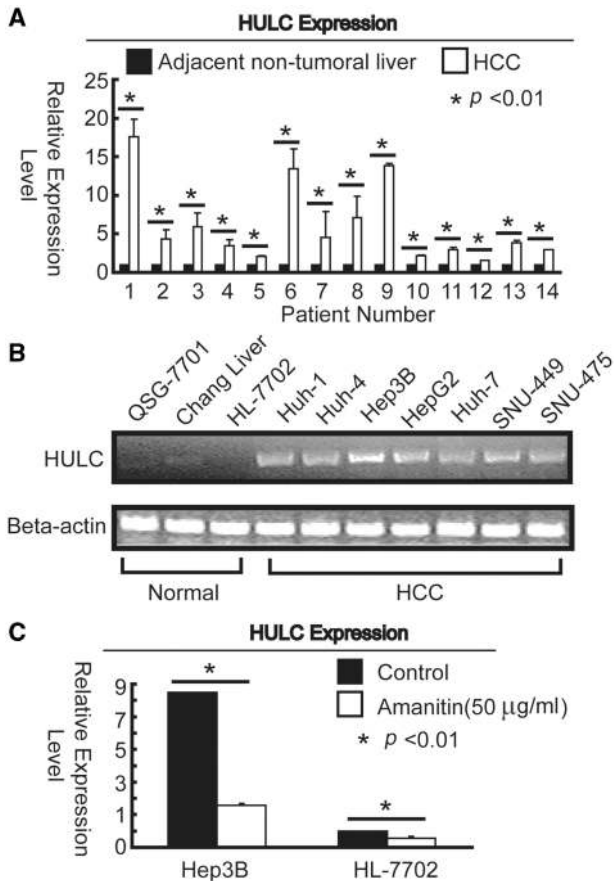 A
HULC Expression
Adjacent non-tumoral liver HCC
* p <0.01
Relative Expression
Level
25
20
15
10
5
0
* * * * * * * * * * * * * *
1 2 3 4 5 6 7 8 9 10 11 12 13 14
Patient Number
B
QSG-7701 Chang Liver HL-7702 Huh-1 Huh-4 Hep3B HepG2 Huh-7 SNU-449 SNU-475
HULC
Beta-actin
Normal HCC
C
HULC Expression
Control
Amanitin(50 µg/ml)
* p <0.01
Relative Expression
Level
9
7
5
3
1
0
* *
Hep3B HL-7702